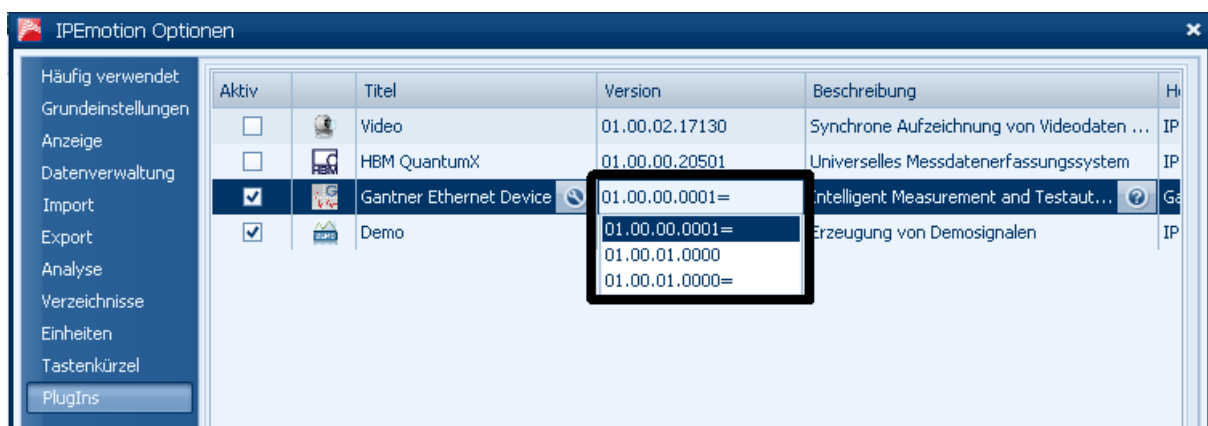 IPEmotion Optionen
Häufig verwendet
Grundeinstellungen
Anzeige
Datenverwaltung
Import
Export
Analyse
Verzeichnisse
Einheiten
Tastenkürzel
PlugIns
Aktiv Titel Version Beschreibung
Video 01.00.02.17130 Synchrone Aufzeichnung von Videodaten ... IP
HBM HBM QuantumX 01.00.00.20501 Universelles Messdatenerfassungssystem IP
Gantner Ethernet Device 01.00.00.0001= Intelligent Measurement and Testaut... Ga
DEMO Demo Erzeugung von Demosignalen IP
01.00.00.0001=
01.00.01.0000
01.00.01.0000=